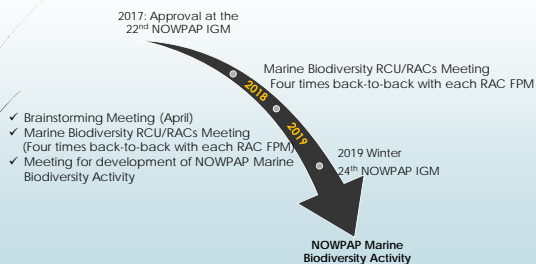 2017: Approval at the
22nd NOWPAP IGM
Marine Biodiversity RCU/RACs Meeting
Four times back-to-back with each RAC FPM
2018
✓ Brainstorming Meeting (April)
✓ Marine Biodiversity RCU/RACs Meeting
(Four times back-to-back with each RAC FPM)
✓ Meeting for development of NOWPAP Marine
Biodiversity Activity
2019
2019 Winter
24th NOWPAP IGM
NOWPAP Marine
Biodiversity Activity